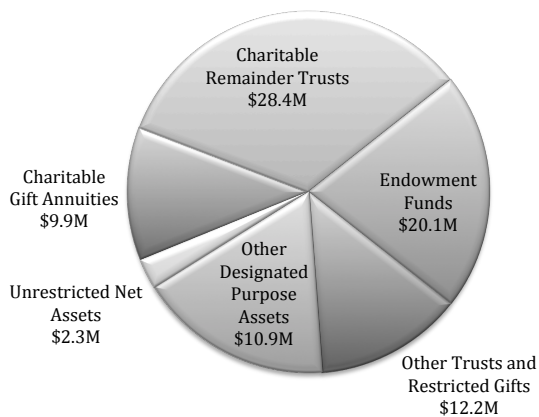 Charitable
Remainder Trusts
$28.4M
Endowment
Funds
$20.1M
Charitable
Gift Annuities
$9.9M
Other
Designated
Purpose
Assets
$10.9M
Unrestricted Net
Assets
$2.3M
Other Trusts and
Restricted Gifts
$12.2M